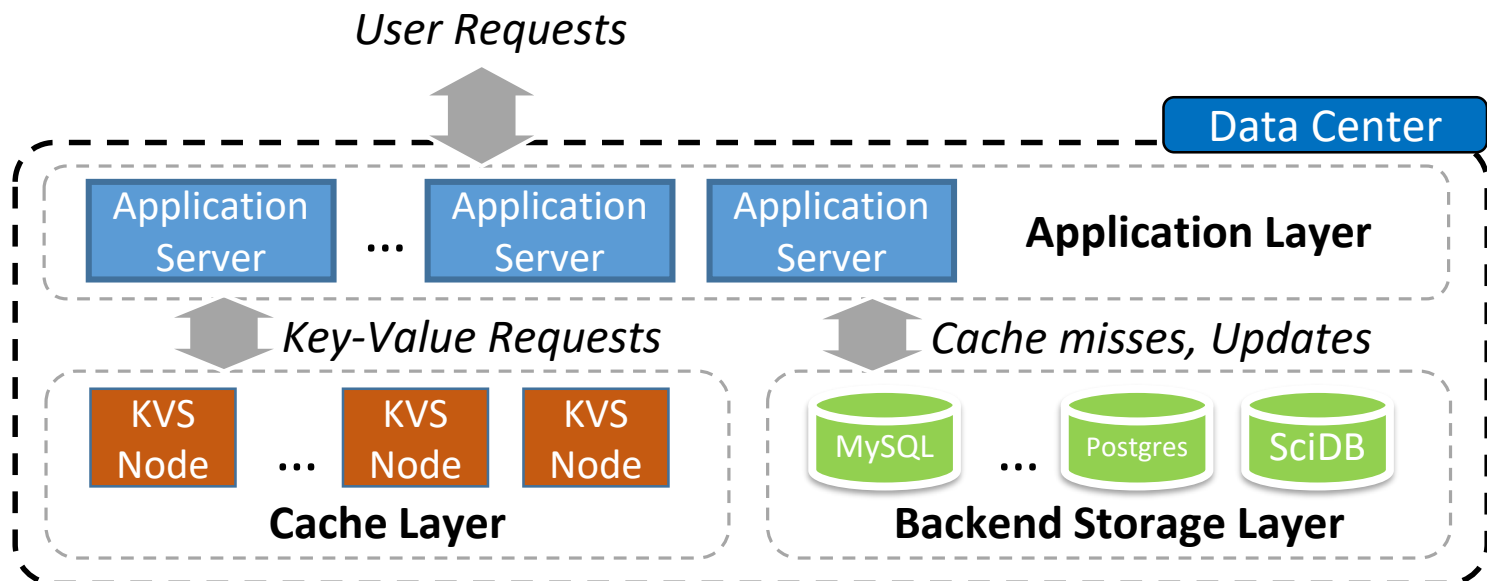 User Requests
Data Center
Application
Server
...
Application
Server
Application
Server
Application Layer
Key-Value Requests
Cache misses, Updates
KVS
Node
...
KVS
Node
KVS
Node
Cache Layer
MySQL
...
Postgres
SciDB
Backend Storage Layer